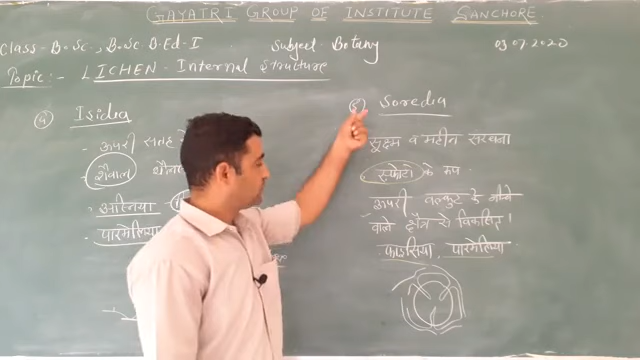 GAYATRI GROUP OF INSTITUTE SANCHORE
Class - B.Sc., B.Sc. B.Ed - I Subject - Botany 03.07.2020
Topic :- LICHEN - Internal Structure
Isidia
- ऊपरी सतह
शैवाल
- अस्निया
- पारमेलिया
Soredia
सूक्ष्म व महीन संरचना
के रूप
ऊपरी वल्कुट के नीचे
वाले क्षेत्र से विकसित।
फाइसिया, पारमेलिया